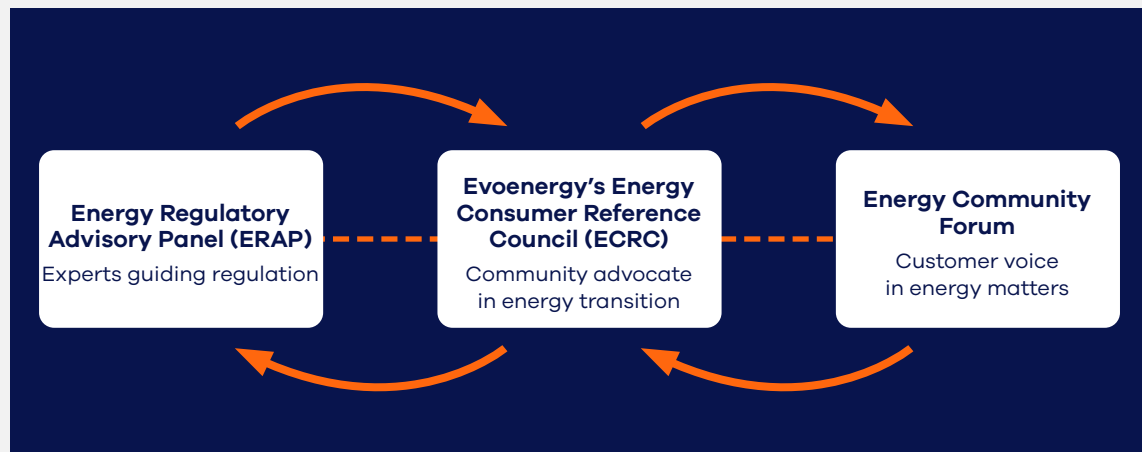 Energy Regulatory
Advisory Panel (ERAP)
Experts guiding regulation
Evoenergy's Energy
Consumer Reference
Council (ECRC)
Community advocate
in energy transition
Energy Community
Forum
Customer voice
in energy matters